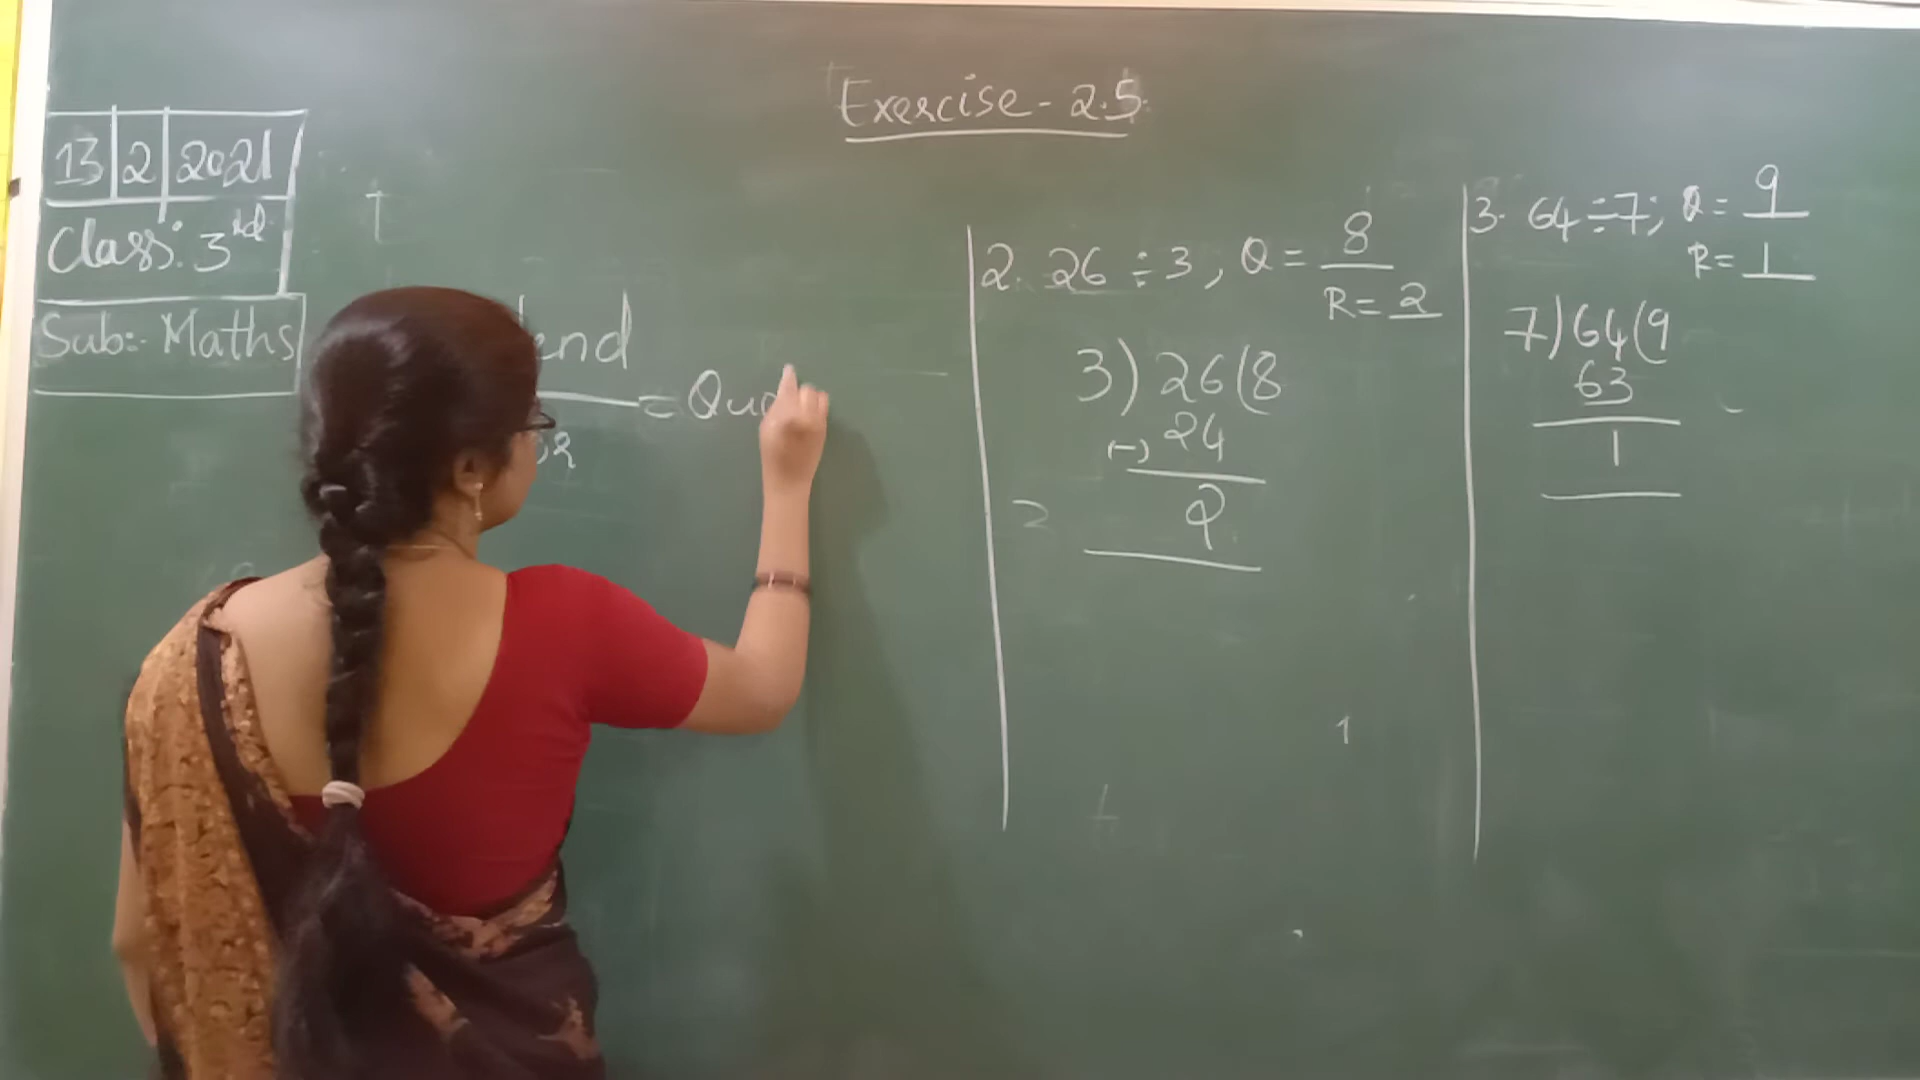 Exercise - 2.5
13 2 2021
Class: 3rd
Sub:- Maths
= Quo
2. 26 ÷ 3, Q = 8
R = 2
3) 26 (8
(-) 24
2
3. 64 ÷ 7; Q = 9
R = 1
7) 64 (9
63
1